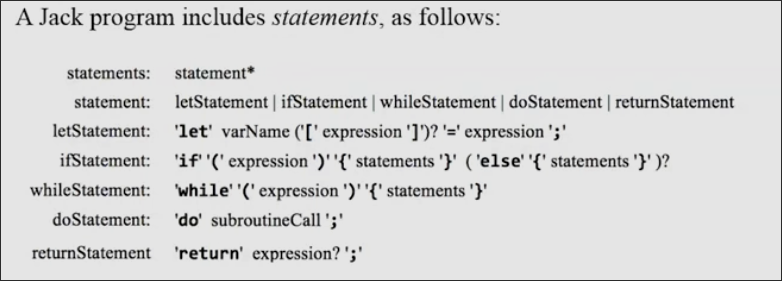 A Jack program includes statements, as follows:
statements: statement*
statement: letStatement | ifStatement | whileStatement | doStatement | returnStatement
letStatement: 'let' varName ('[' expression ']')? '=' expression ';'
ifStatement: 'if' '(' expression ')' '{' statements '}' ( 'else' '{' statements '}' )?
whileStatement: 'while' '(' expression ')' '{' statements '}'
doStatement: 'do' subroutineCall ';'
returnStatement 'return' expression? ';'